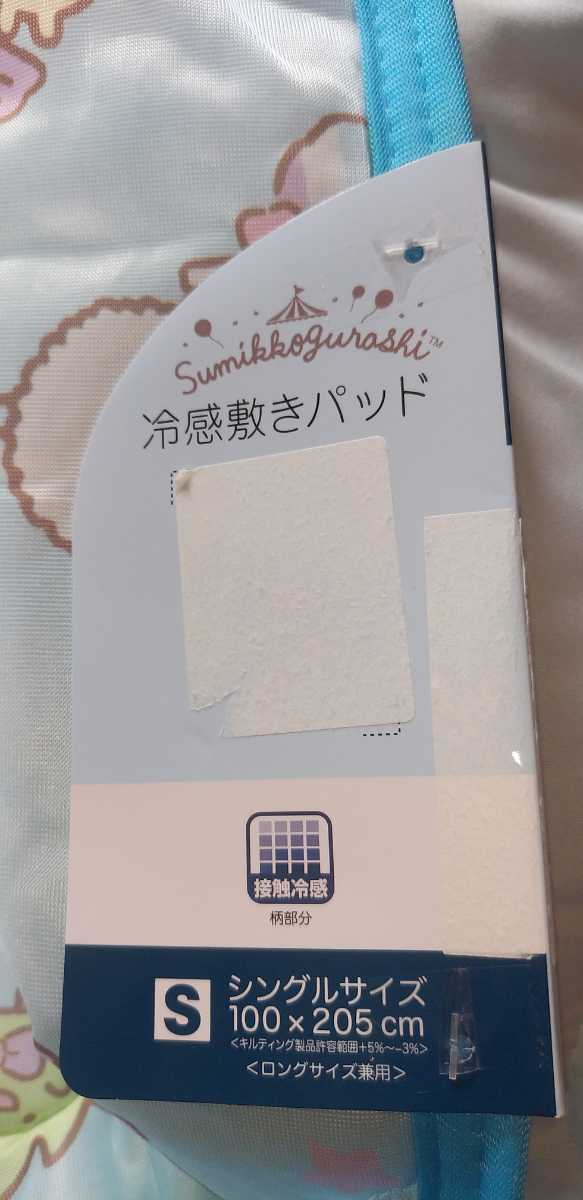 Sumikkogurashi™
冷感敷きパッド
接触冷感
柄部分
S
シングルサイズ
100×205cm
<キルティング製品許容範囲+5%〜-3%>
<ロングサイズ兼用>